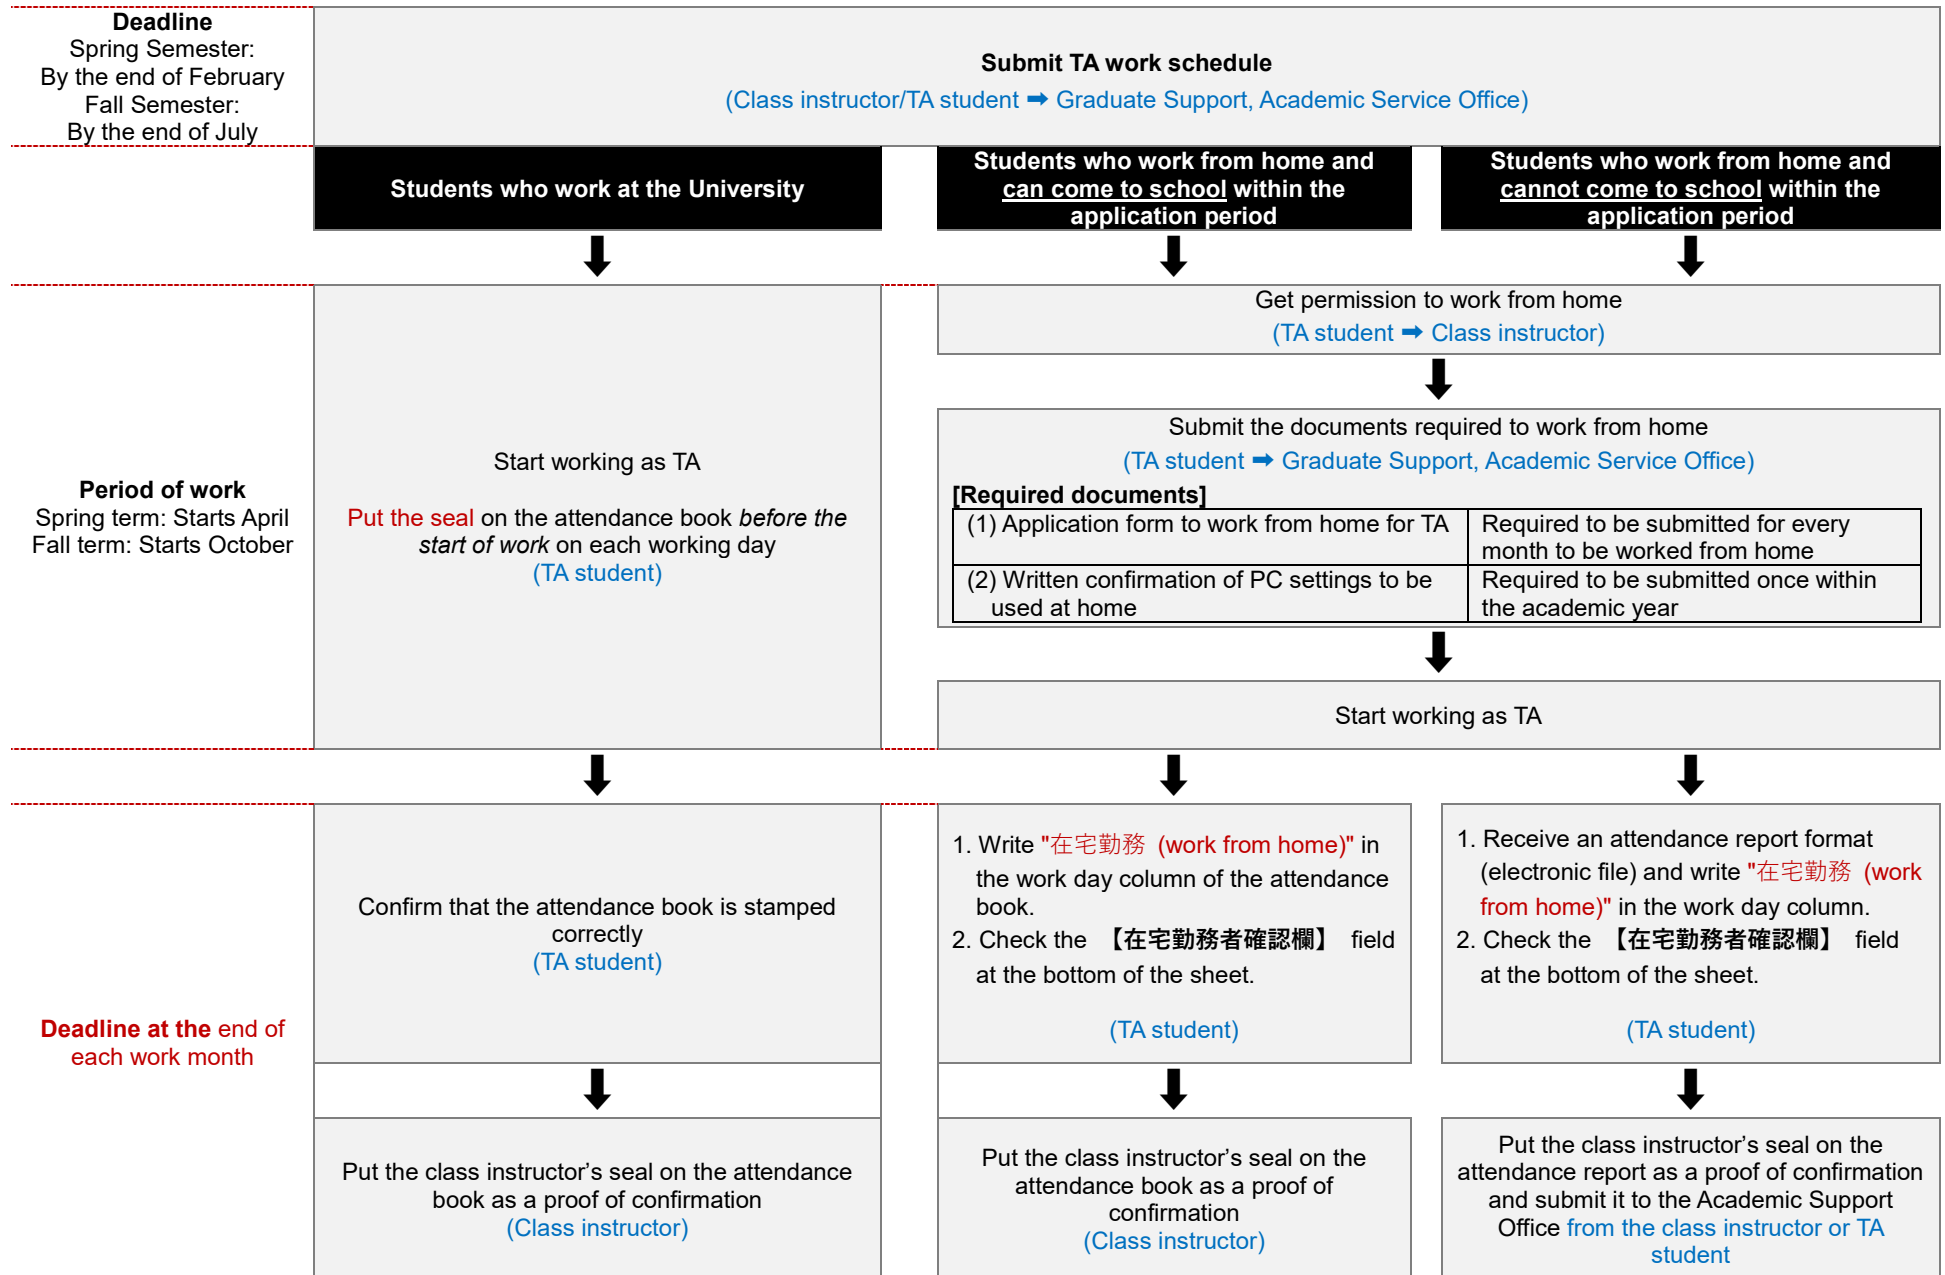 Deadline
Spring Semester:
By the end of February
Fall Semester:
By the end of July
Submit TA work schedule
(Class instructor/TA student ➡ Graduate Support, Academic Service Office)
Students who work at the University
Students who work from home and
can come to school within the
application period
Students who work from home and
cannot come to school within the
application period
Period of work
Spring term: Starts April
Fall term: Starts October
Start working as TA
Put the seal on the attendance book before the
start of work on each working day
(TA student)
Get permission to work from home
(TA student ➡ Class instructor)
Submit the documents required to work from home
(TA student ➡ Graduate Support, Academic Service Office)
[Required documents]
(1) Application form to work from home for TA
Required to be submitted for every
month to be worked from home
(2) Written confirmation of PC settings to be
used at home
Required to be submitted once within
the academic year
Start working as TA
Deadline at the end of
each work month
Confirm that the attendance book is stamped
correctly
(TA student)
1. Write "在宅勤務 (work from home)" in
the work day column of the attendance
book.
2. Check the 【在宅勤務者確認欄】 field
at the bottom of the sheet.
(TA student)
1. Receive an attendance report format
(electronic file) and write "在宅勤務 (work
from home)" in the work day column.
2. Check the 【在宅勤務者確認欄】 field
at the bottom of the sheet.
(TA student)
Put the class instructor’s seal on the attendance
book as a proof of confirmation
(Class instructor)
Put the class instructor’s seal on the
attendance book as a proof of
confirmation
(Class instructor)
Put the class instructor’s seal on the
attendance report as a proof of confirmation
and submit it to the Academic Support
Office from the class instructor or TA
student